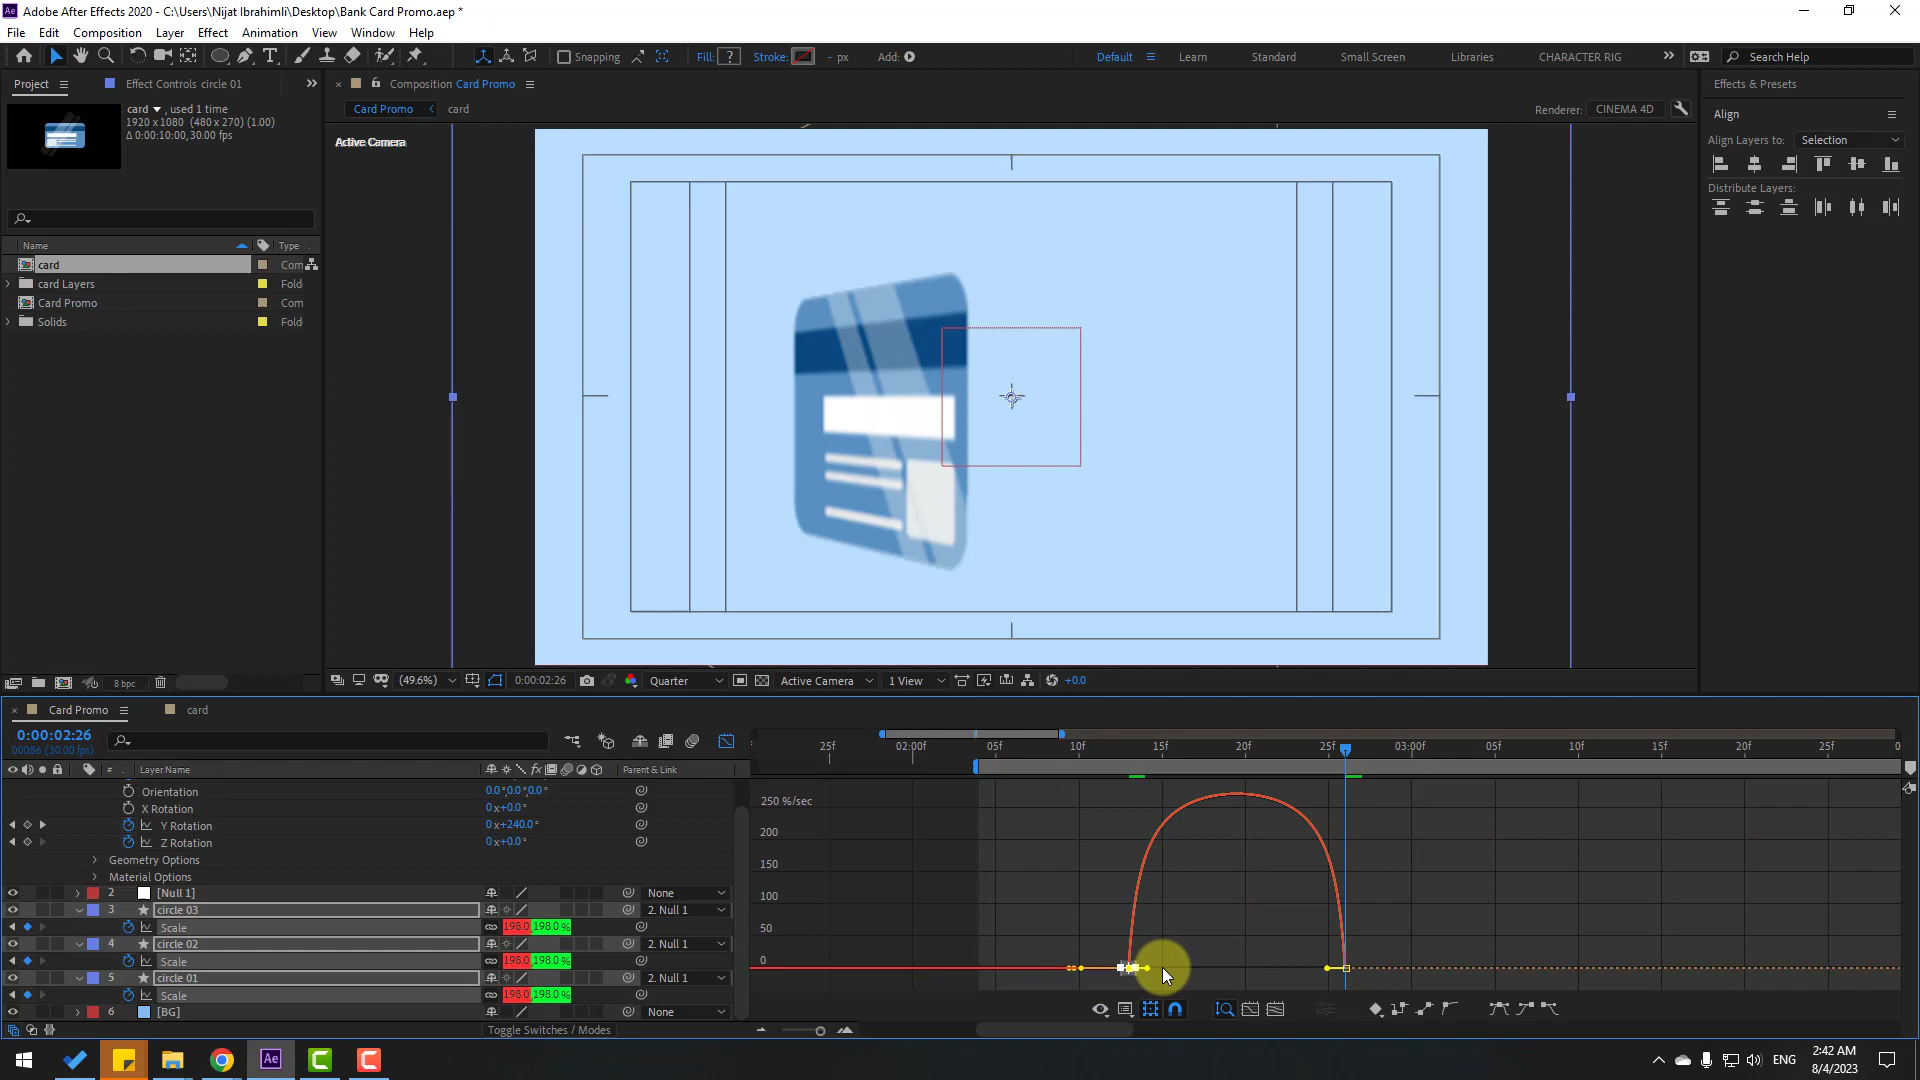 Adobe After Effects 2020 - C:\Users\Nijat Ibrahimli\Desktop\Bank Card Promo.aep *
File Edit Composition Layer Effect Animation View Window Help
Snapping Fill: ? Stroke: - px Add: Default Learn Standard Small Screen Libraries CHARACTER RIG Search Help
Project Effect Controls circle 01
card , used 1 time
1920 x 1080 (480 x 270) (1.00)
Δ 0:00:10:00, 30.00 fps
Name Type
card Com
card Layers Fold
Card Promo Com
Solids Fold
8 bpc
Composition Card Promo
Card Promo card
Renderer: CINEMA 4D
Active Camera
(49.6%) 0:00:02:26 Quarter Active Camera 1 View +0.0
Effects & Presets
Align
Align Layers to: Selection
Distribute Layers:
Card Promo card
0:00:02:26
00086 (30.00 fps)
# Layer Name Parent & Link
Orientation 0.0°,0.0°,0.0°
X Rotation 0x+0.0°
Y Rotation 0x+240.0°
Z Rotation 0x+0.0°
Geometry Options
Material Options
2 [Null 1] None
3 circle 03 2. Null 1
Scale 198.0,198.0%
4 circle 02 2. Null 1
Scale 198.0,198.0%
5 circle 01 2. Null 1
Scale 198.0,198.0%
6 [BG] None
Toggle Switches / Modes
25f 02:00f 05f 10f 15f 20f 25f 03:00f 05f 10f 15f 20f 25f 0
250 %/sec
200
150
100
50
0
ENG
2:42 AM
8/4/2023